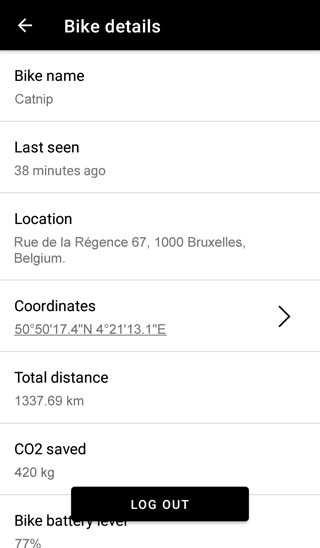 Bike details
Bike name
Catnip
Last seen
38 minutes ago
Location
Rue de la Régence 67, 1000 Bruxelles,
Belgium.
Coordinates
50°50'17.4"N 4°21'13.1"E
Total distance
1337.69 km
CO2 saved
420 kg
LOG OUT
Bike battery level
77%